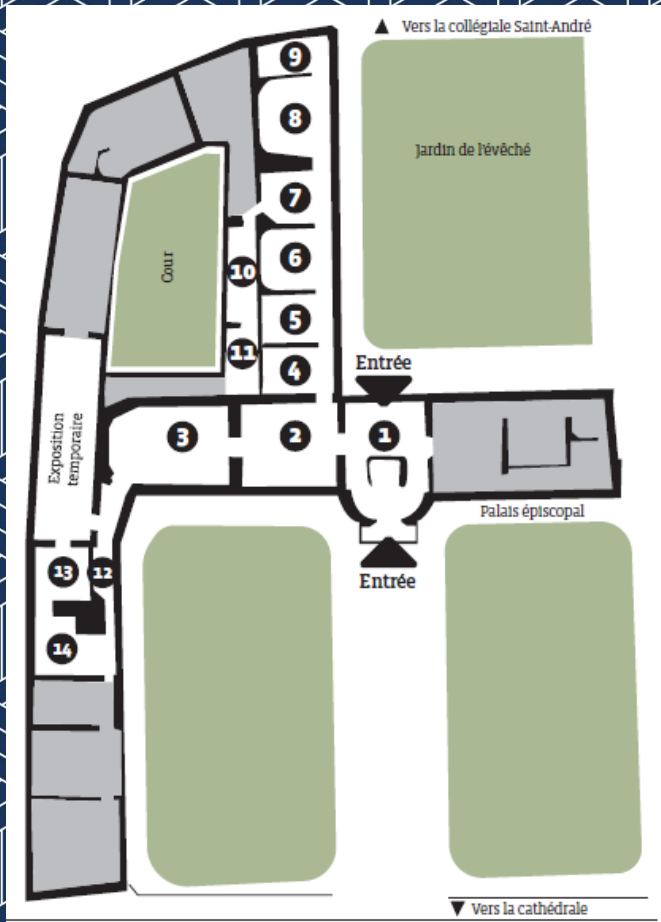 ▲ Vers la collégiale Saint-André
9
8
Jardin de l'évêché
7
6
10
Cour
5
11
4
Entrée
3
2
1
Exposition
temporaire
Palais épiscopal
13
12
Entrée
14
▼ Vers la cathédrale